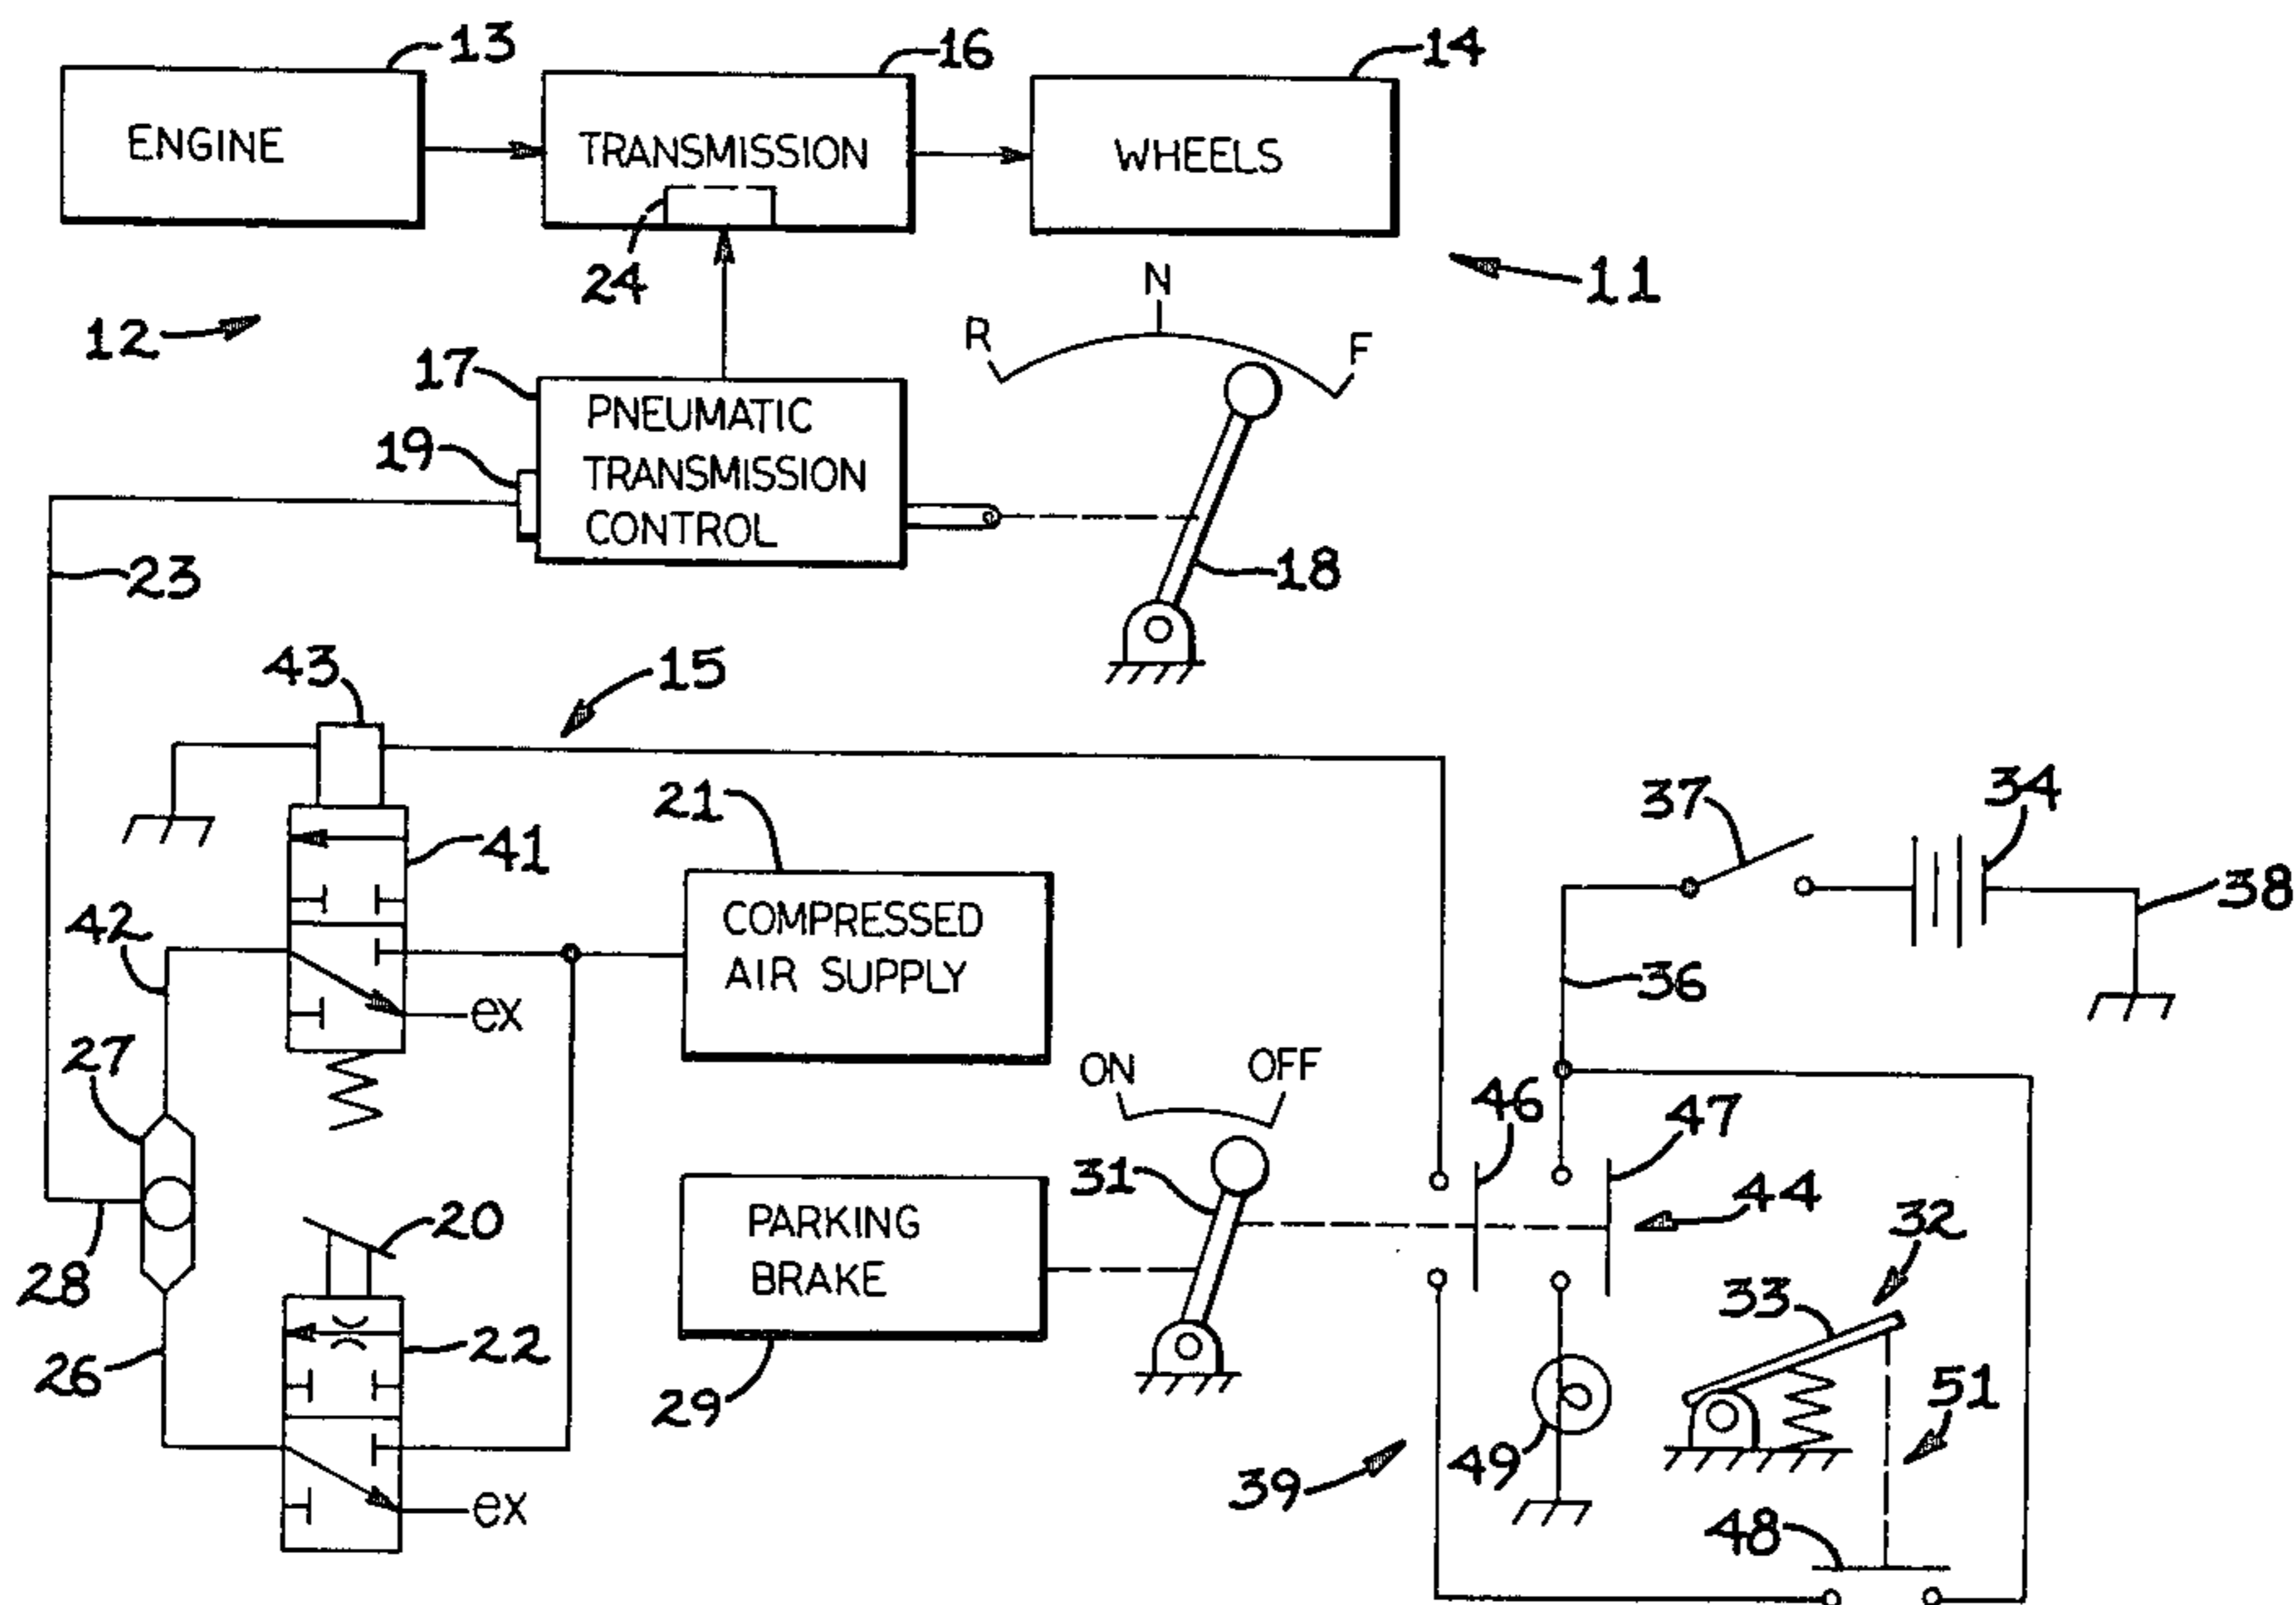 13
16
14
ENGINE
TRANSMISSION
WHEELS
24
11
12
N
R
F
17
PNEUMATIC
TRANSMISSION
CONTROL
19
23
18
43
15
21
37
34
41
38
42
COMPRESSED
AIR SUPPLY
36
ex
27
ON
OFF
46
47
31
44
20
PARKING
BRAKE
32
28
33
22
26
29
51
49
39
ex
48